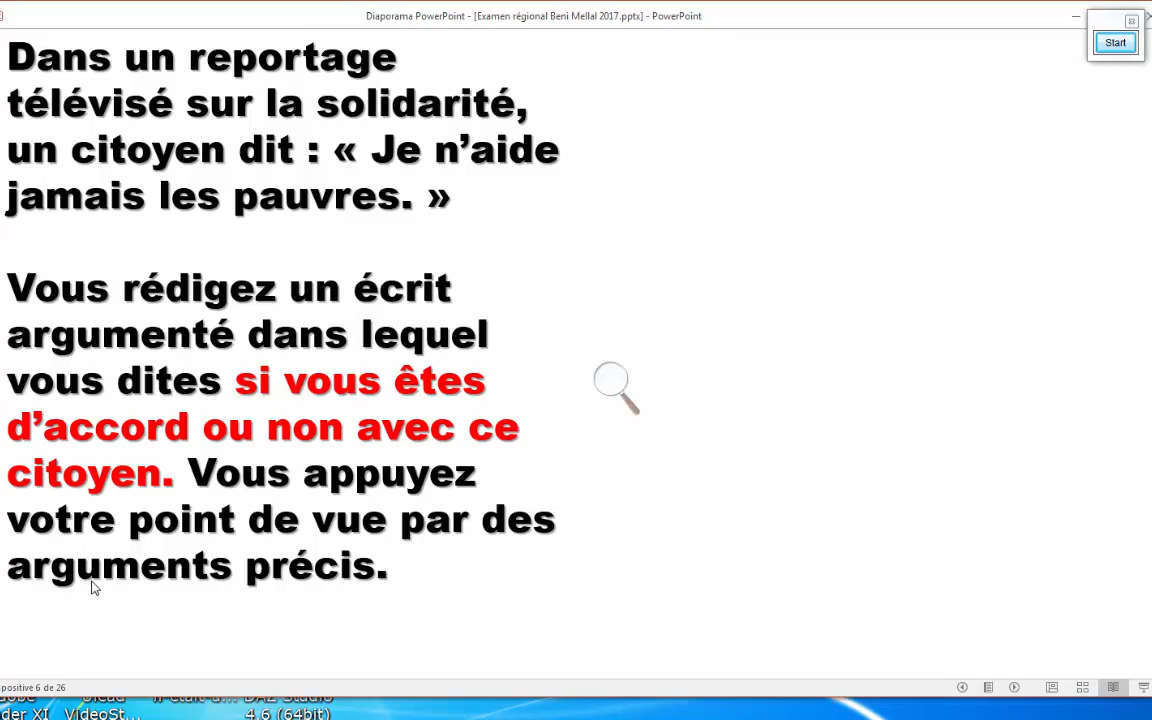 Diaporama PowerPoint - [Examen régional Beni Mellal 2017.pptx] - PowerPoint
Start
Dans un reportage
télévisé sur la solidarité,
un citoyen dit : « Je n’aide
jamais les pauvres. »
Vous rédigez un écrit
argumenté dans lequel
vous dites si vous êtes
d’accord ou non avec ce
citoyen. Vous appuyez
votre point de vue par des
arguments précis.
positive 6 de 26
der XI VideoSt... 4.6 (64bit)